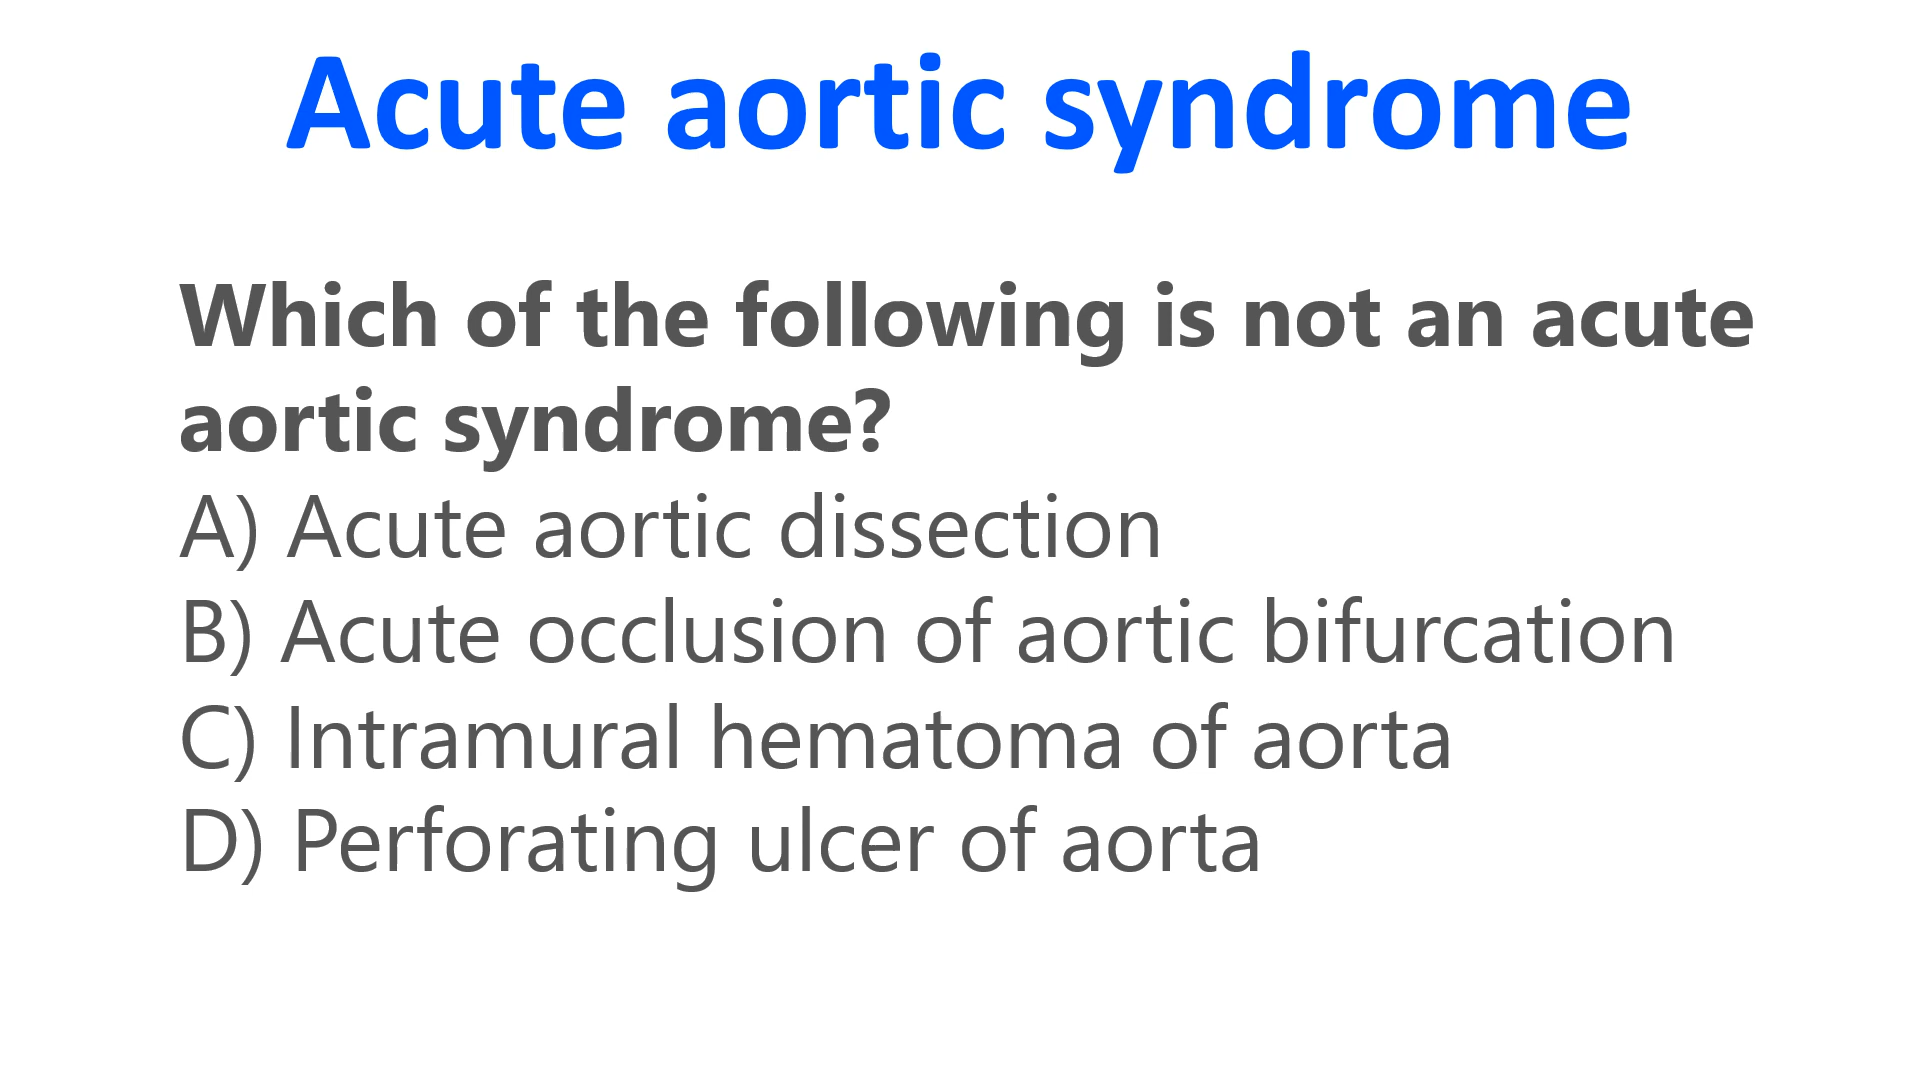 Acute aortic syndrome
Which of the following is not an acute
aortic syndrome?
A) Acute aortic dissection
B) Acute occlusion of aortic bifurcation
C) Intramural hematoma of aorta
D) Perforating ulcer of aorta